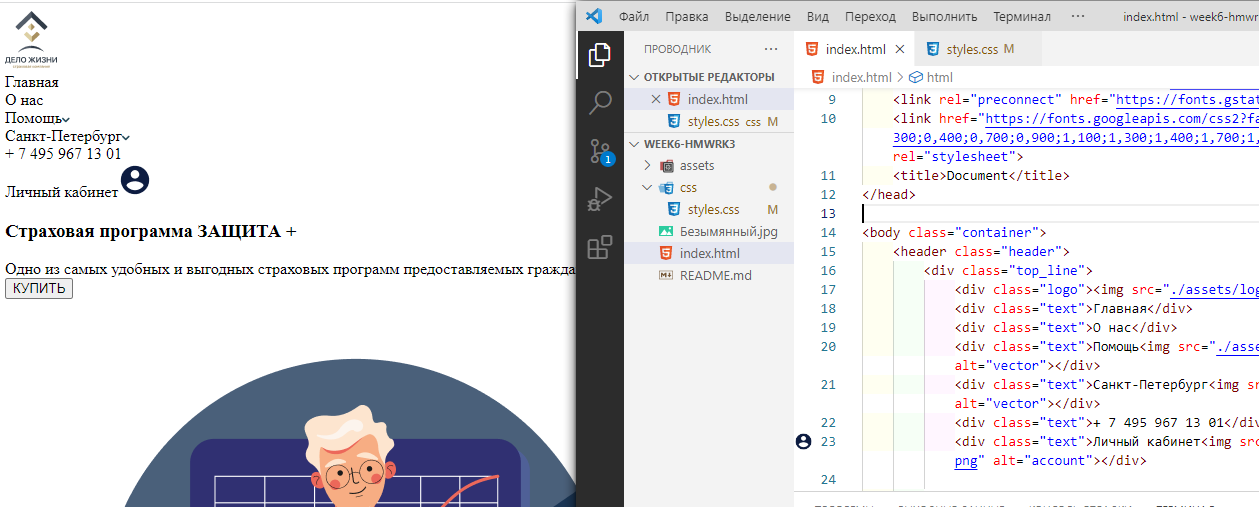 ДЕЛО ЖИЗНИ
Главная
О нас
Помощь
Санкт-Петербург
+ 7 495 967 13 01
Личный кабинет
Страховая программа ЗАЩИТА +
Одно из самых удобных и выгодных страховых программ предоставляемых гражда
КУПИТЬ
Файл Правка Выделение Вид Переход Выполнить Терминал ··· index.html - week6-hmwr
ПРОВОДНИК ···
ОТКРЫТЫЕ РЕДАКТОРЫ
index.html
styles.css css M
WEEK6-HMWRK3
assets
css
styles.css M
Безымянный.jpg
index.html
README.md
1
index.html styles.css M
index.html > html
9 <link rel="preconnect" href="https://fonts.gstat
10 <link href="https://fonts.googleapis.com/css2?fa
300;0,400;0,700;0,900;1,100;1,300;1,400;1,700;1,
rel="stylesheet">
11 <title>Document</title>
12 </head>
13
14 <body class="container">
15 <header class="header">
16 <div class="top_line">
17 <div class="logo"><img src="./assets/log
18 <div class="text">Главная</div>
19 <div class="text">О нас</div>
20 <div class="text">Помощь<img src="./asse
alt="vector"></div>
21 <div class="text">Санкт-Петербург<img sr
alt="vector"></div>
22 <div class="text">+ 7 495 967 13 01</div
23 <div class="text">Личный кабинет<img src
png" alt="account"></div>
24